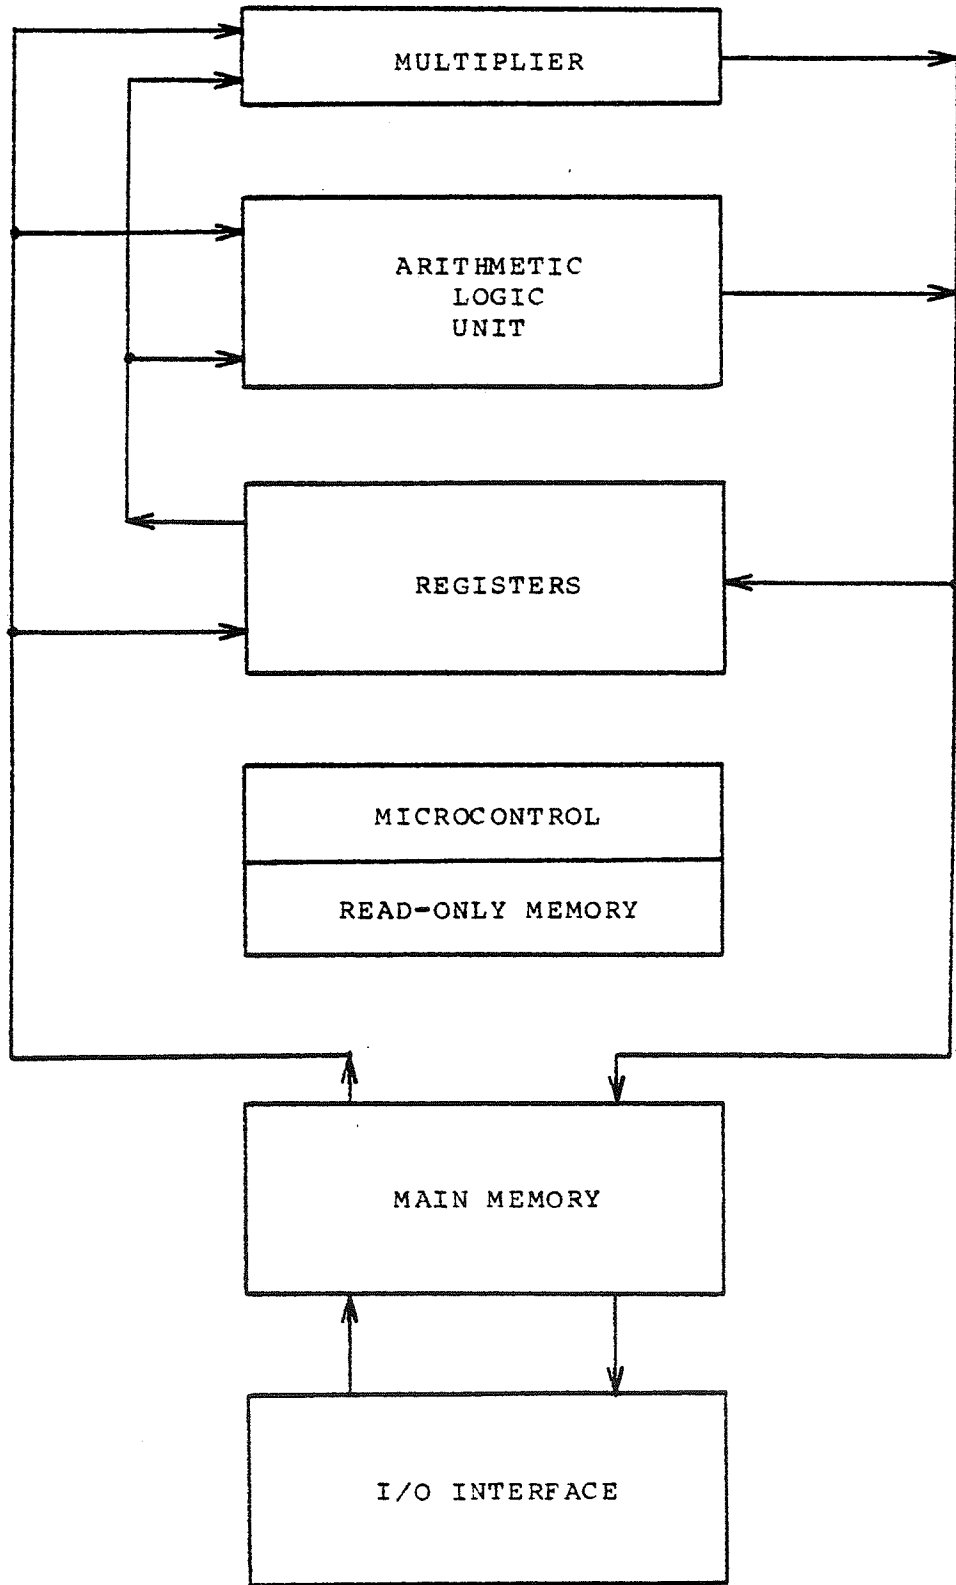 MULTIPLIER
ARITHMETIC
LOGIC
UNIT
REGISTERS
MICROCONTROL
READ-ONLY MEMORY
MAIN MEMORY
I/O INTERFACE